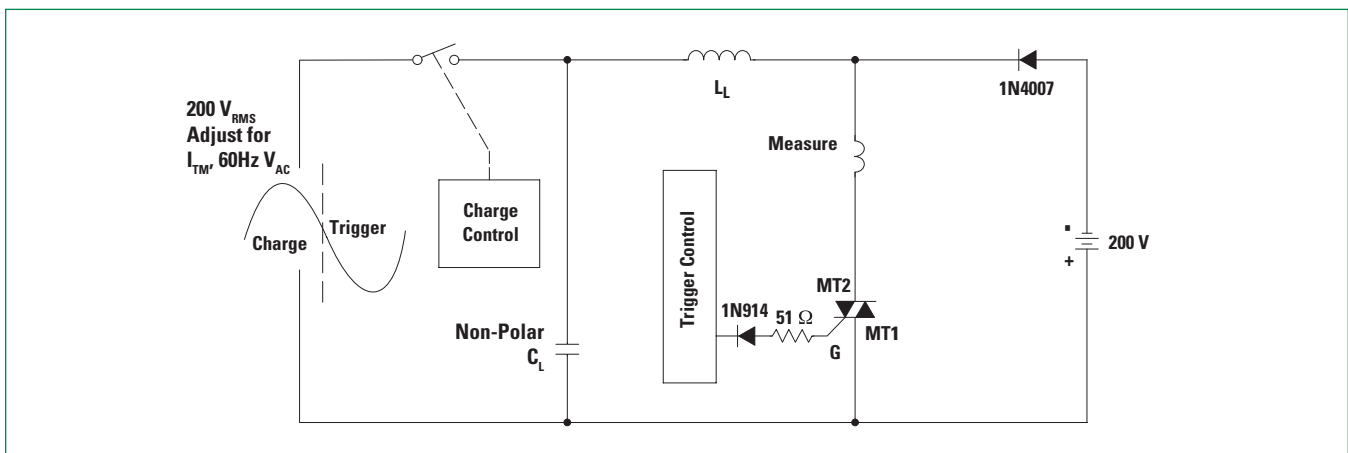 200 V_RMS
Adjust for
I_TM, 60Hz V_AC
Charge
Trigger
Charge
Control
Non-Polar
C_L
L_L
Measure
Trigger Control
1N914
51 Ω
G
MT2
MT1
1N4007
200 V
+